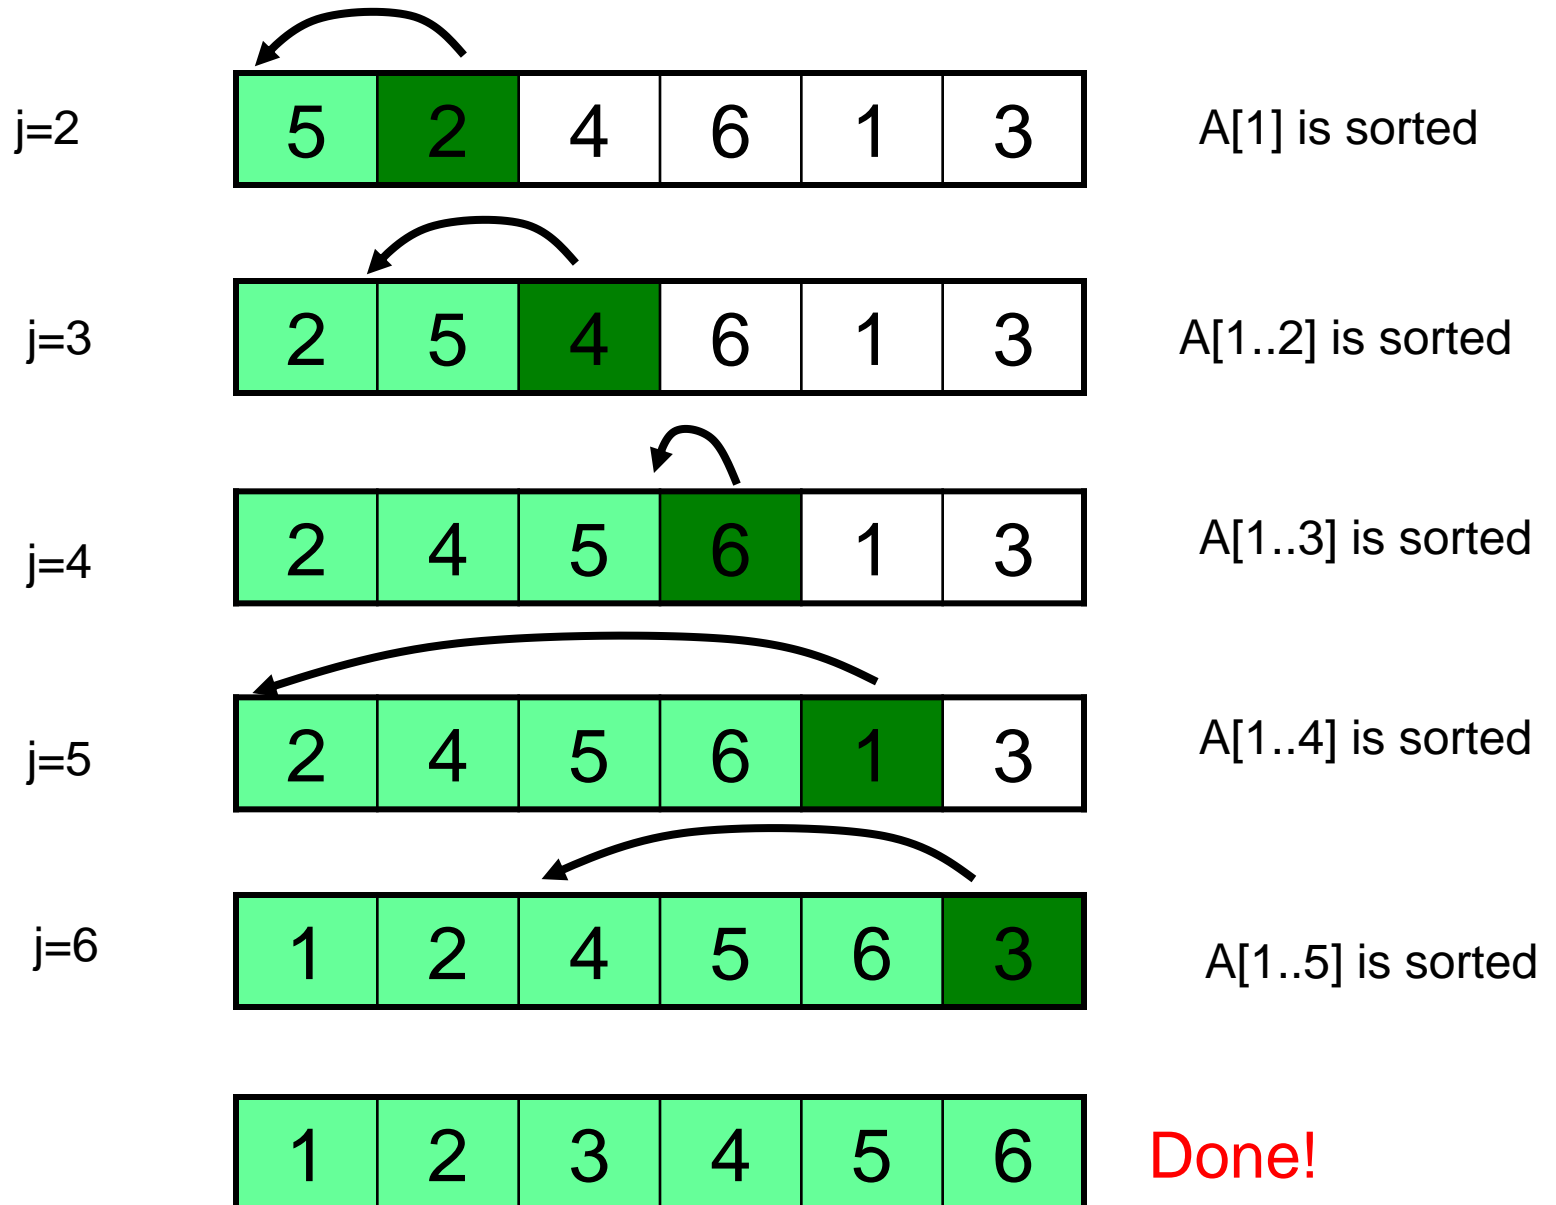 j=2 5 2 4 6 1 3 A[1] is sorted
j=3 2 5 4 6 1 3 A[1..2] is sorted
j=4 2 4 5 6 1 3 A[1..3] is sorted
j=5 2 4 5 6 1 3 A[1..4] is sorted
j=6 1 2 4 5 6 3 A[1..5] is sorted
1 2 3 4 5 6 Done!